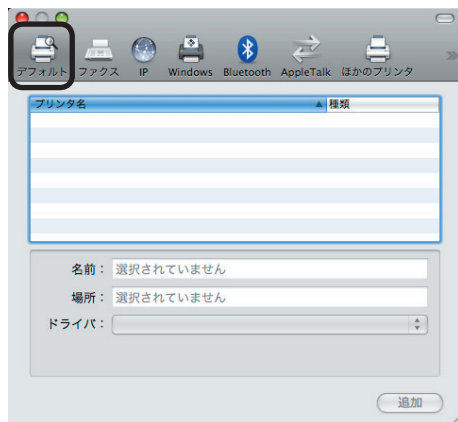 デフォルト ファクス IP Windows Bluetooth AppleTalk ほかのプリンタ
プリンタ名 種類
名前： 選択されていません
場所： 選択されていません
ドライバ：
追加